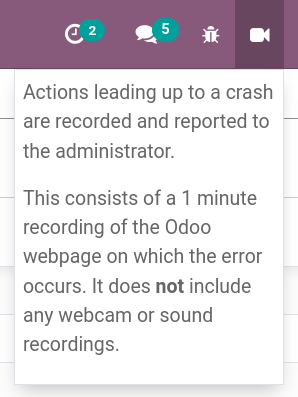 2
5
Actions leading up to a crash
are recorded and reported to
the administrator.
This consists of a 1 minute
recording of the Odoo
webpage on which the error
occurs. It does not include
any webcam or sound
recordings.